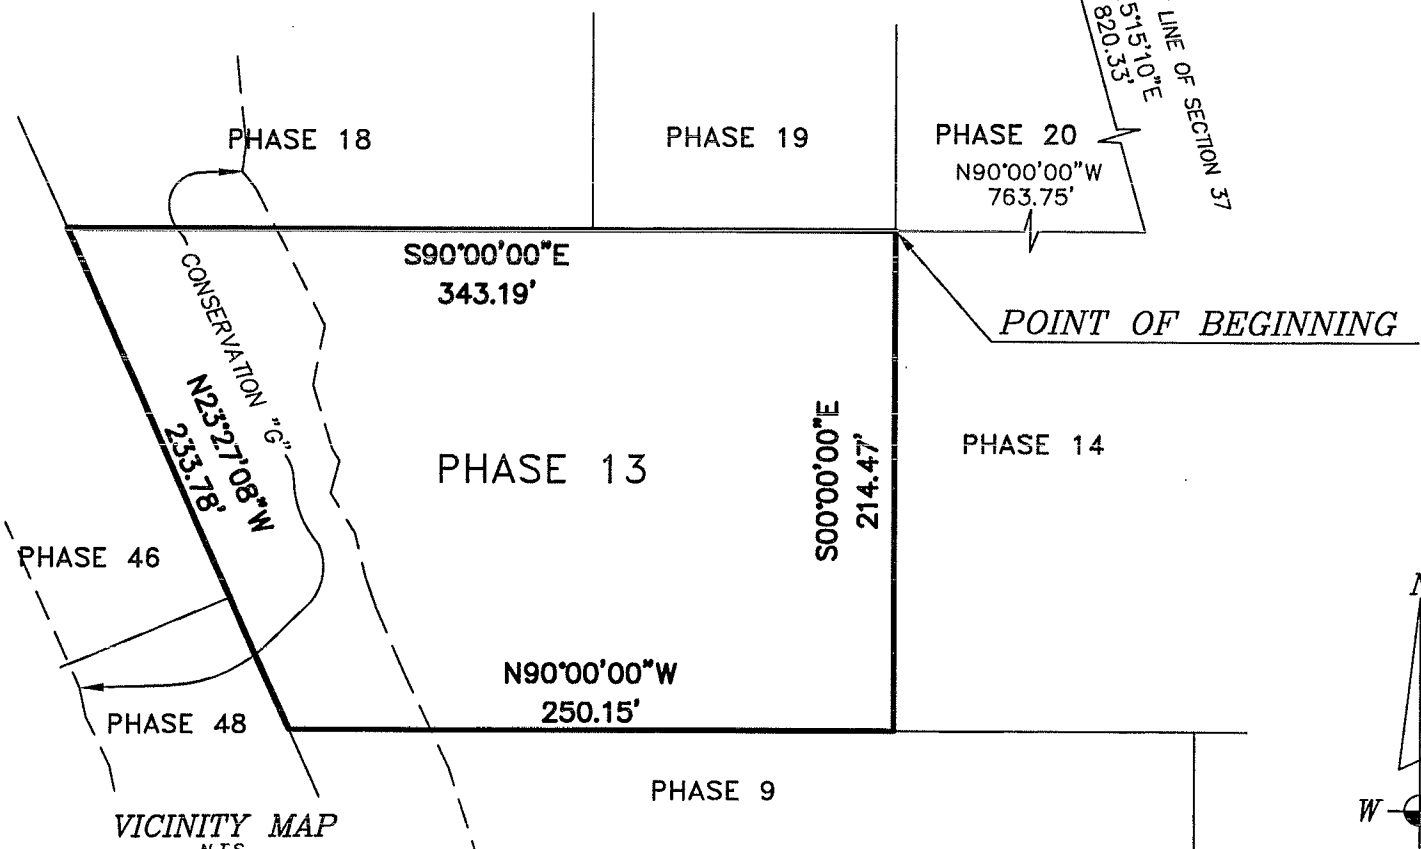 LINE OF SECTION 37
5°15'10"E
820.33'
PHASE 18
PHASE 19
PHASE 20
N90°00'00"W
763.75'
S90°00'00"E
343.19'
POINT OF BEGINNING
CONSERVATION "G"
N23°27'08"W
233.78'
PHASE 13
S00°00'00"E
214.47'
PHASE 14
PHASE 46
N90°00'00"W
250.15'
PHASE 48
PHASE 9
VICINITY MAP
N.T.S.
W